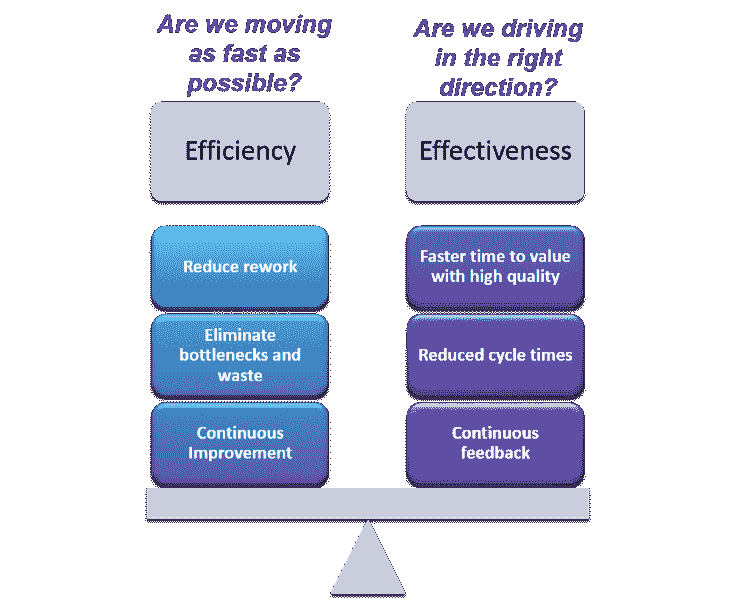 Are we moving
as fast as
possible?
Are we driving
in the right
direction?
Efficiency
Effectiveness
Reduce rework
Faster time to value
with high quality
Eliminate
bottlenecks and
waste
Reduced cycle times
Continuous
Improvement
Continuous
feedback